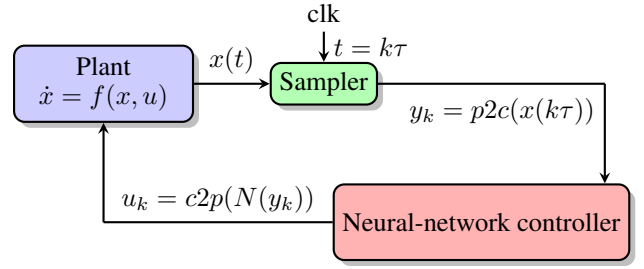 clk
t = kτ
Plant
ẋ = f(x, u)
x(t)
Sampler
y_k = p2c(x(kτ))
u_k = c2p(N(y_k))
Neural-network controller